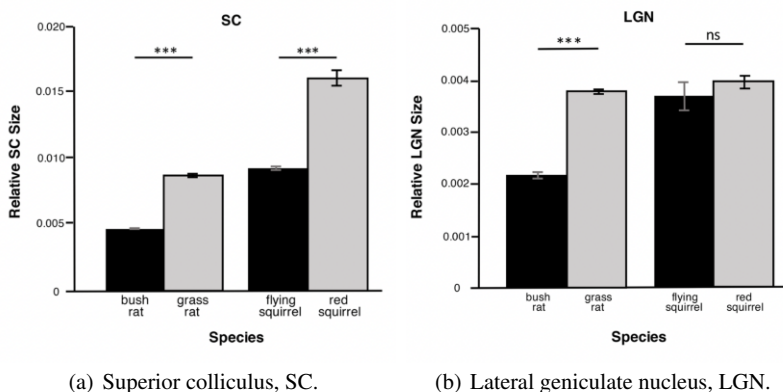 SC
0.020
***
***
0.015
0.010
0.005
0
Relative SC Size
bush rat
grass rat
flying squirrel
red squirrel
Species
(a) Superior colliculus, SC.
LGN
0.005
***
ns
0.004
0.003
0.002
0.001
0
Relative LGN Size
bush rat
grass rat
flying squirrel
red squirrel
Species
(b) Lateral geniculate nucleus, LGN.